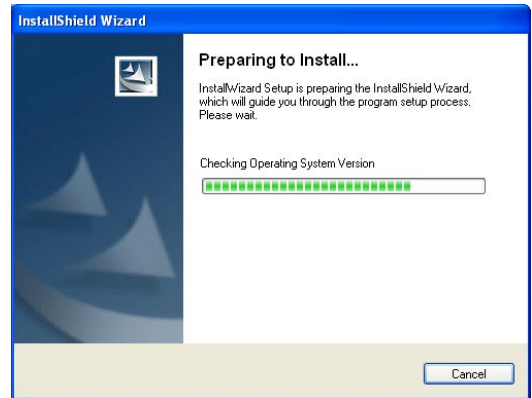 InstallShield Wizard
Preparing to Install...
InstallWizard Setup is preparing the InstallShield Wizard,
which will guide you through the program setup process.
Please wait.
Checking Operating System Version
Cancel